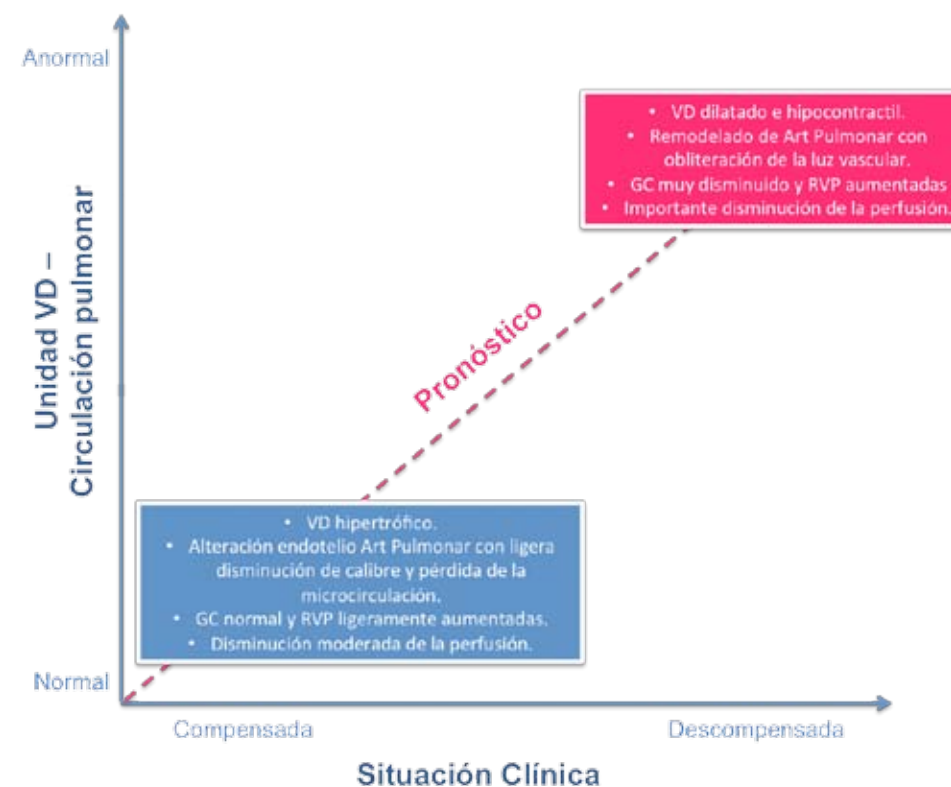 Anormal
• VD dilatado e hipocontractil.
• Remodelado de Art Pulmonar con
obliteración de la luz vascular.
• GC muy disminuido y RVP aumentadas
• Importante disminución de la perfusión.
Unidad VD –
Circulación pulmonar
Pronóstico
• VD hipertrófico.
• Alteración endotelio Art Pulmonar con ligera
disminución de calibre y pérdida de la
microcirculación.
• GC normal y RVP ligeramente aumentadas.
• Disminución moderada de la perfusión.
Normal
Compensada
Descompensada
Situación Clínica